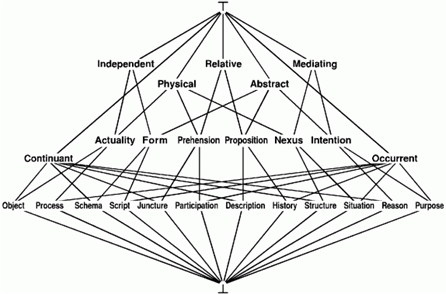 ⊤
Independent Relative Mediating
Physical Abstract
Actuality Form Prehension Proposition Nexus Intention
Continuant Occurrent
Object Process Schema Script Juncture Participation Description History Structure Situation Reason Purpose
⊥